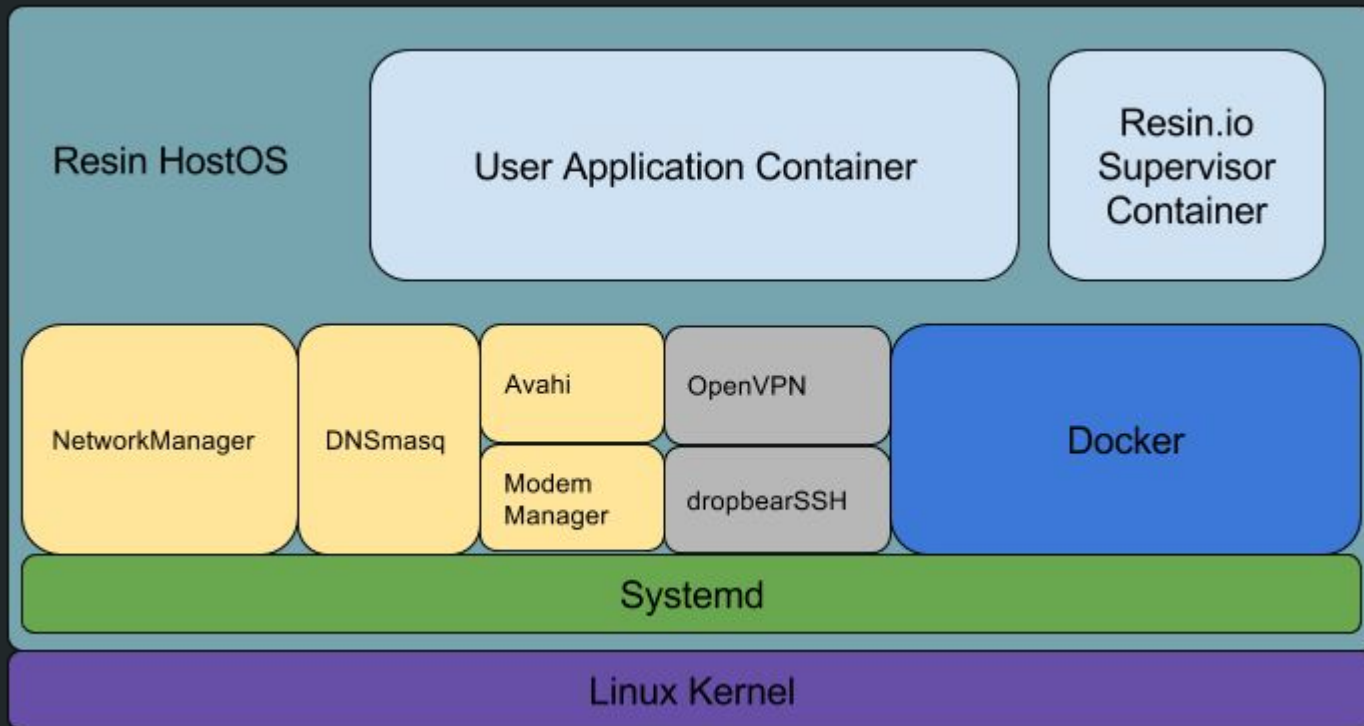 Resin HostOS
User Application Container
Resin.io
Supervisor
Container
NetworkManager
DNSmasq
Avahi
Modem
Manager
OpenVPN
dropbearSSH
Docker
Systemd
Linux Kernel